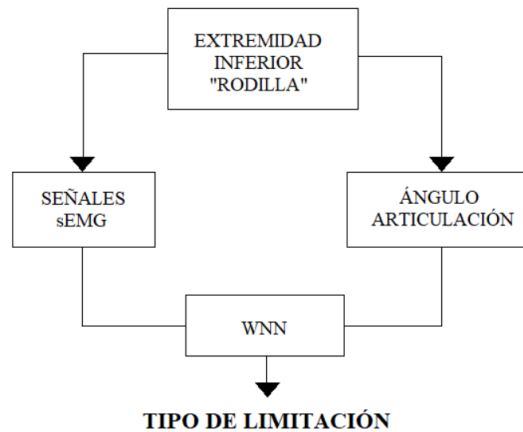 EXTREMIDAD
INFERIOR
"RODILLA"
SEÑALES
sEMG
ÁNGULO
ARTICULACIÓN
WNN
TIPO DE LIMITACIÓN